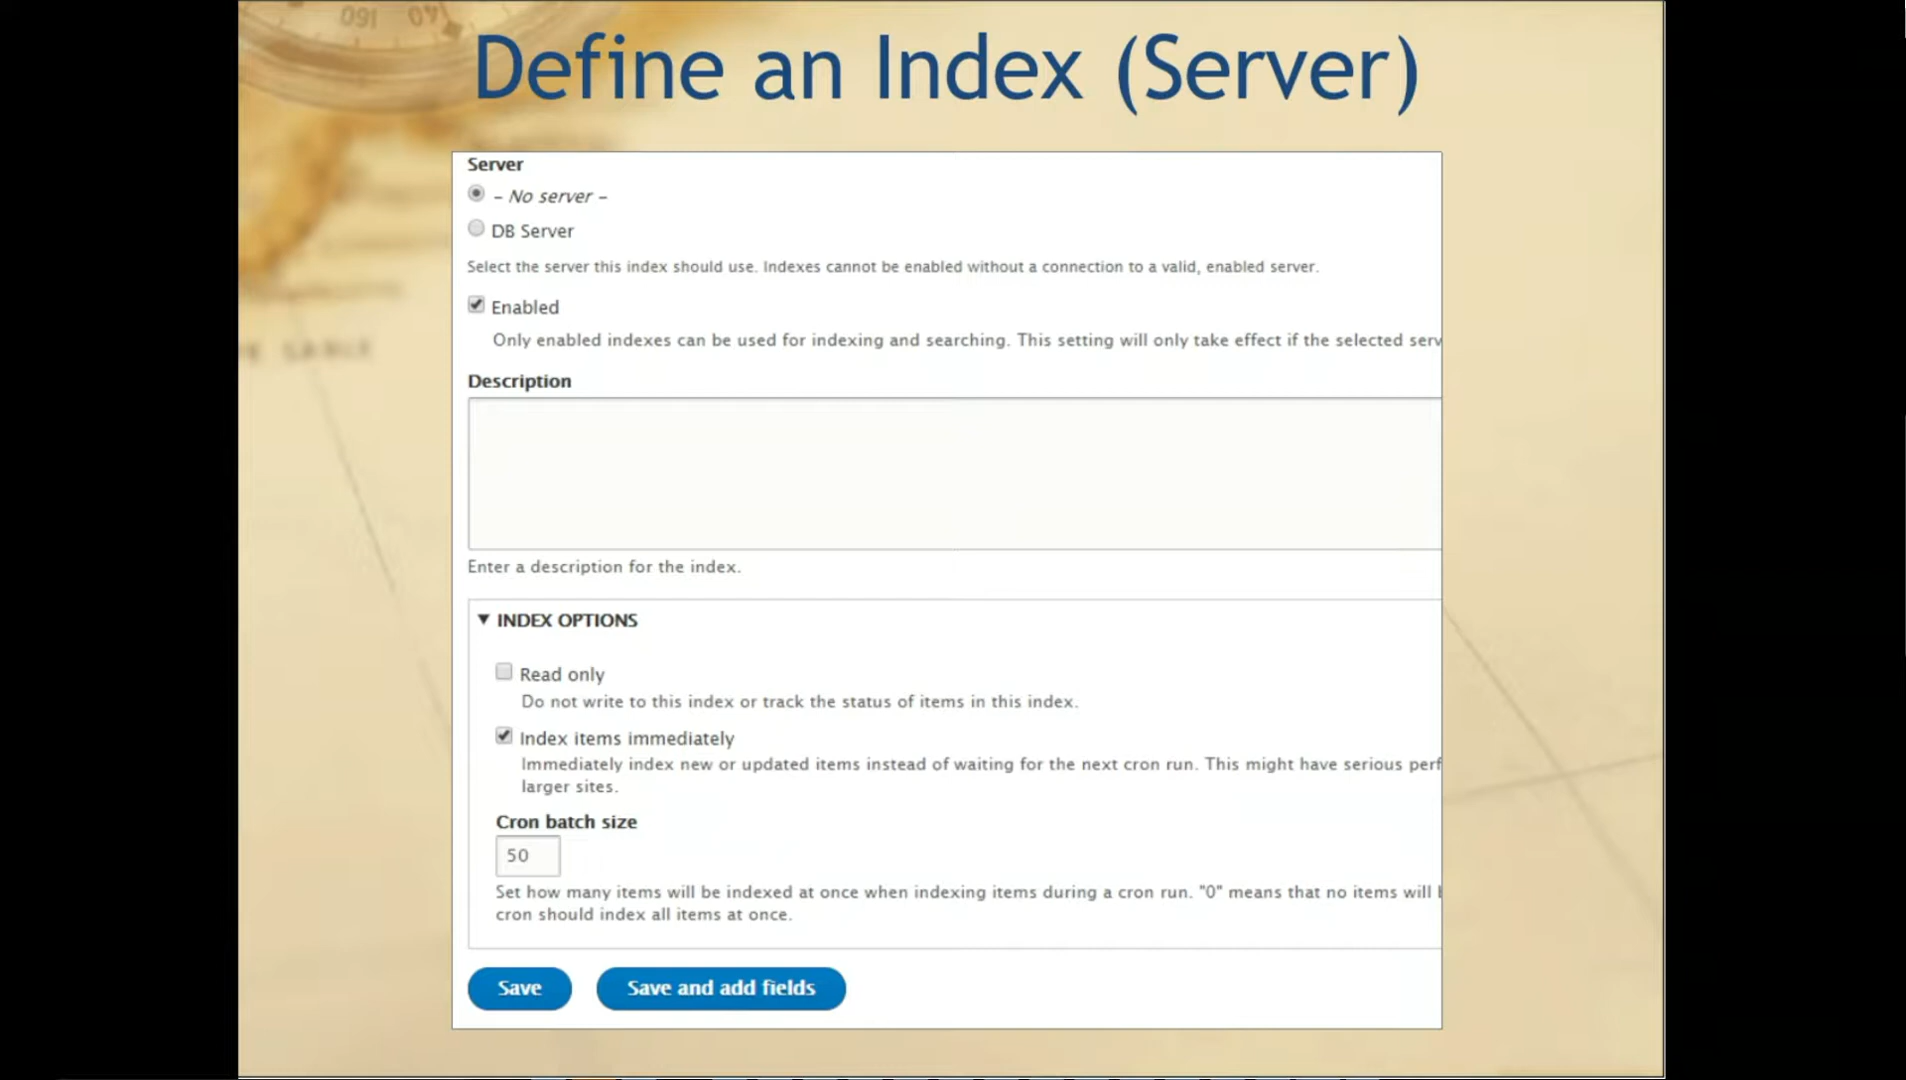 Define an Index (Server)
Server
– No server –
DB Server
Select the server this index should use. Indexes cannot be enabled without a connection to a valid, enabled server.
Enabled
Only enabled indexes can be used for indexing and searching. This setting will only take effect if the selected serv
Description
Enter a description for the index.
▼ INDEX OPTIONS
Read only
Do not write to this index or track the status of items in this index.
Index items immediately
Immediately index new or updated items instead of waiting for the next cron run. This might have serious perf
larger sites.
Cron batch size
50
Set how many items will be indexed at once when indexing items during a cron run. "0" means that no items will
cron should index all items at once.
Save Save and add fields